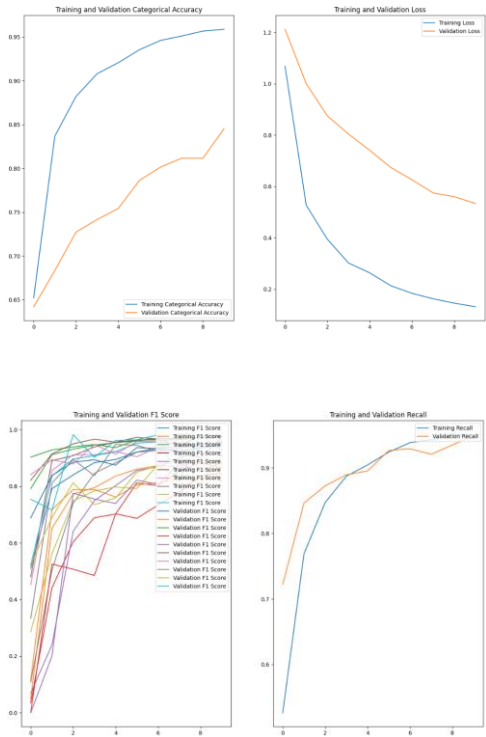 Training and Validation Categorical Accuracy
0.95
0.90
0.85
0.80
0.75
0.70
0.65
0 2 4 6 8
Training Categorical Accuracy
Validation Categorical Accuracy
Training and Validation Loss
1.2
1.0
0.8
0.6
0.4
0.2
0 2 4 6 8
Training Loss
Validation Loss
Training and Validation F1 Score
1.0
0.8
0.6
0.4
0.2
0.0
0 2 4 6
Training F1 Score
Training F1 Score
Training F1 Score
Training F1 Score
Training F1 Score
Training F1 Score
Training F1 Score
Training F1 Score
Training F1 Score
Training F1 Score
Validation F1 Score
Validation F1 Score
Validation F1 Score
Validation F1 Score
Validation F1 Score
Validation F1 Score
Validation F1 Score
Validation F1 Score
Validation F1 Score
Validation F1 Score
Training and Validation Recall
0.9
0.8
0.7
0.6
0 2 4 6 8
Training Recall
Validation Recall